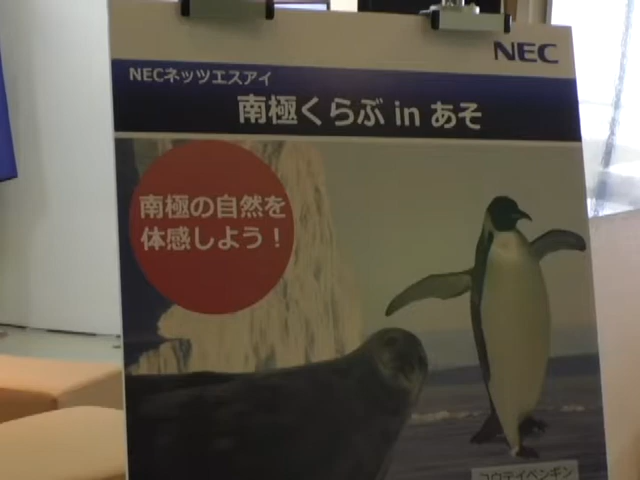 NEC
NECネッツエスアイ
南極くらぶ in あそ
南極の自然を
体感しよう！
コウテイペンギン